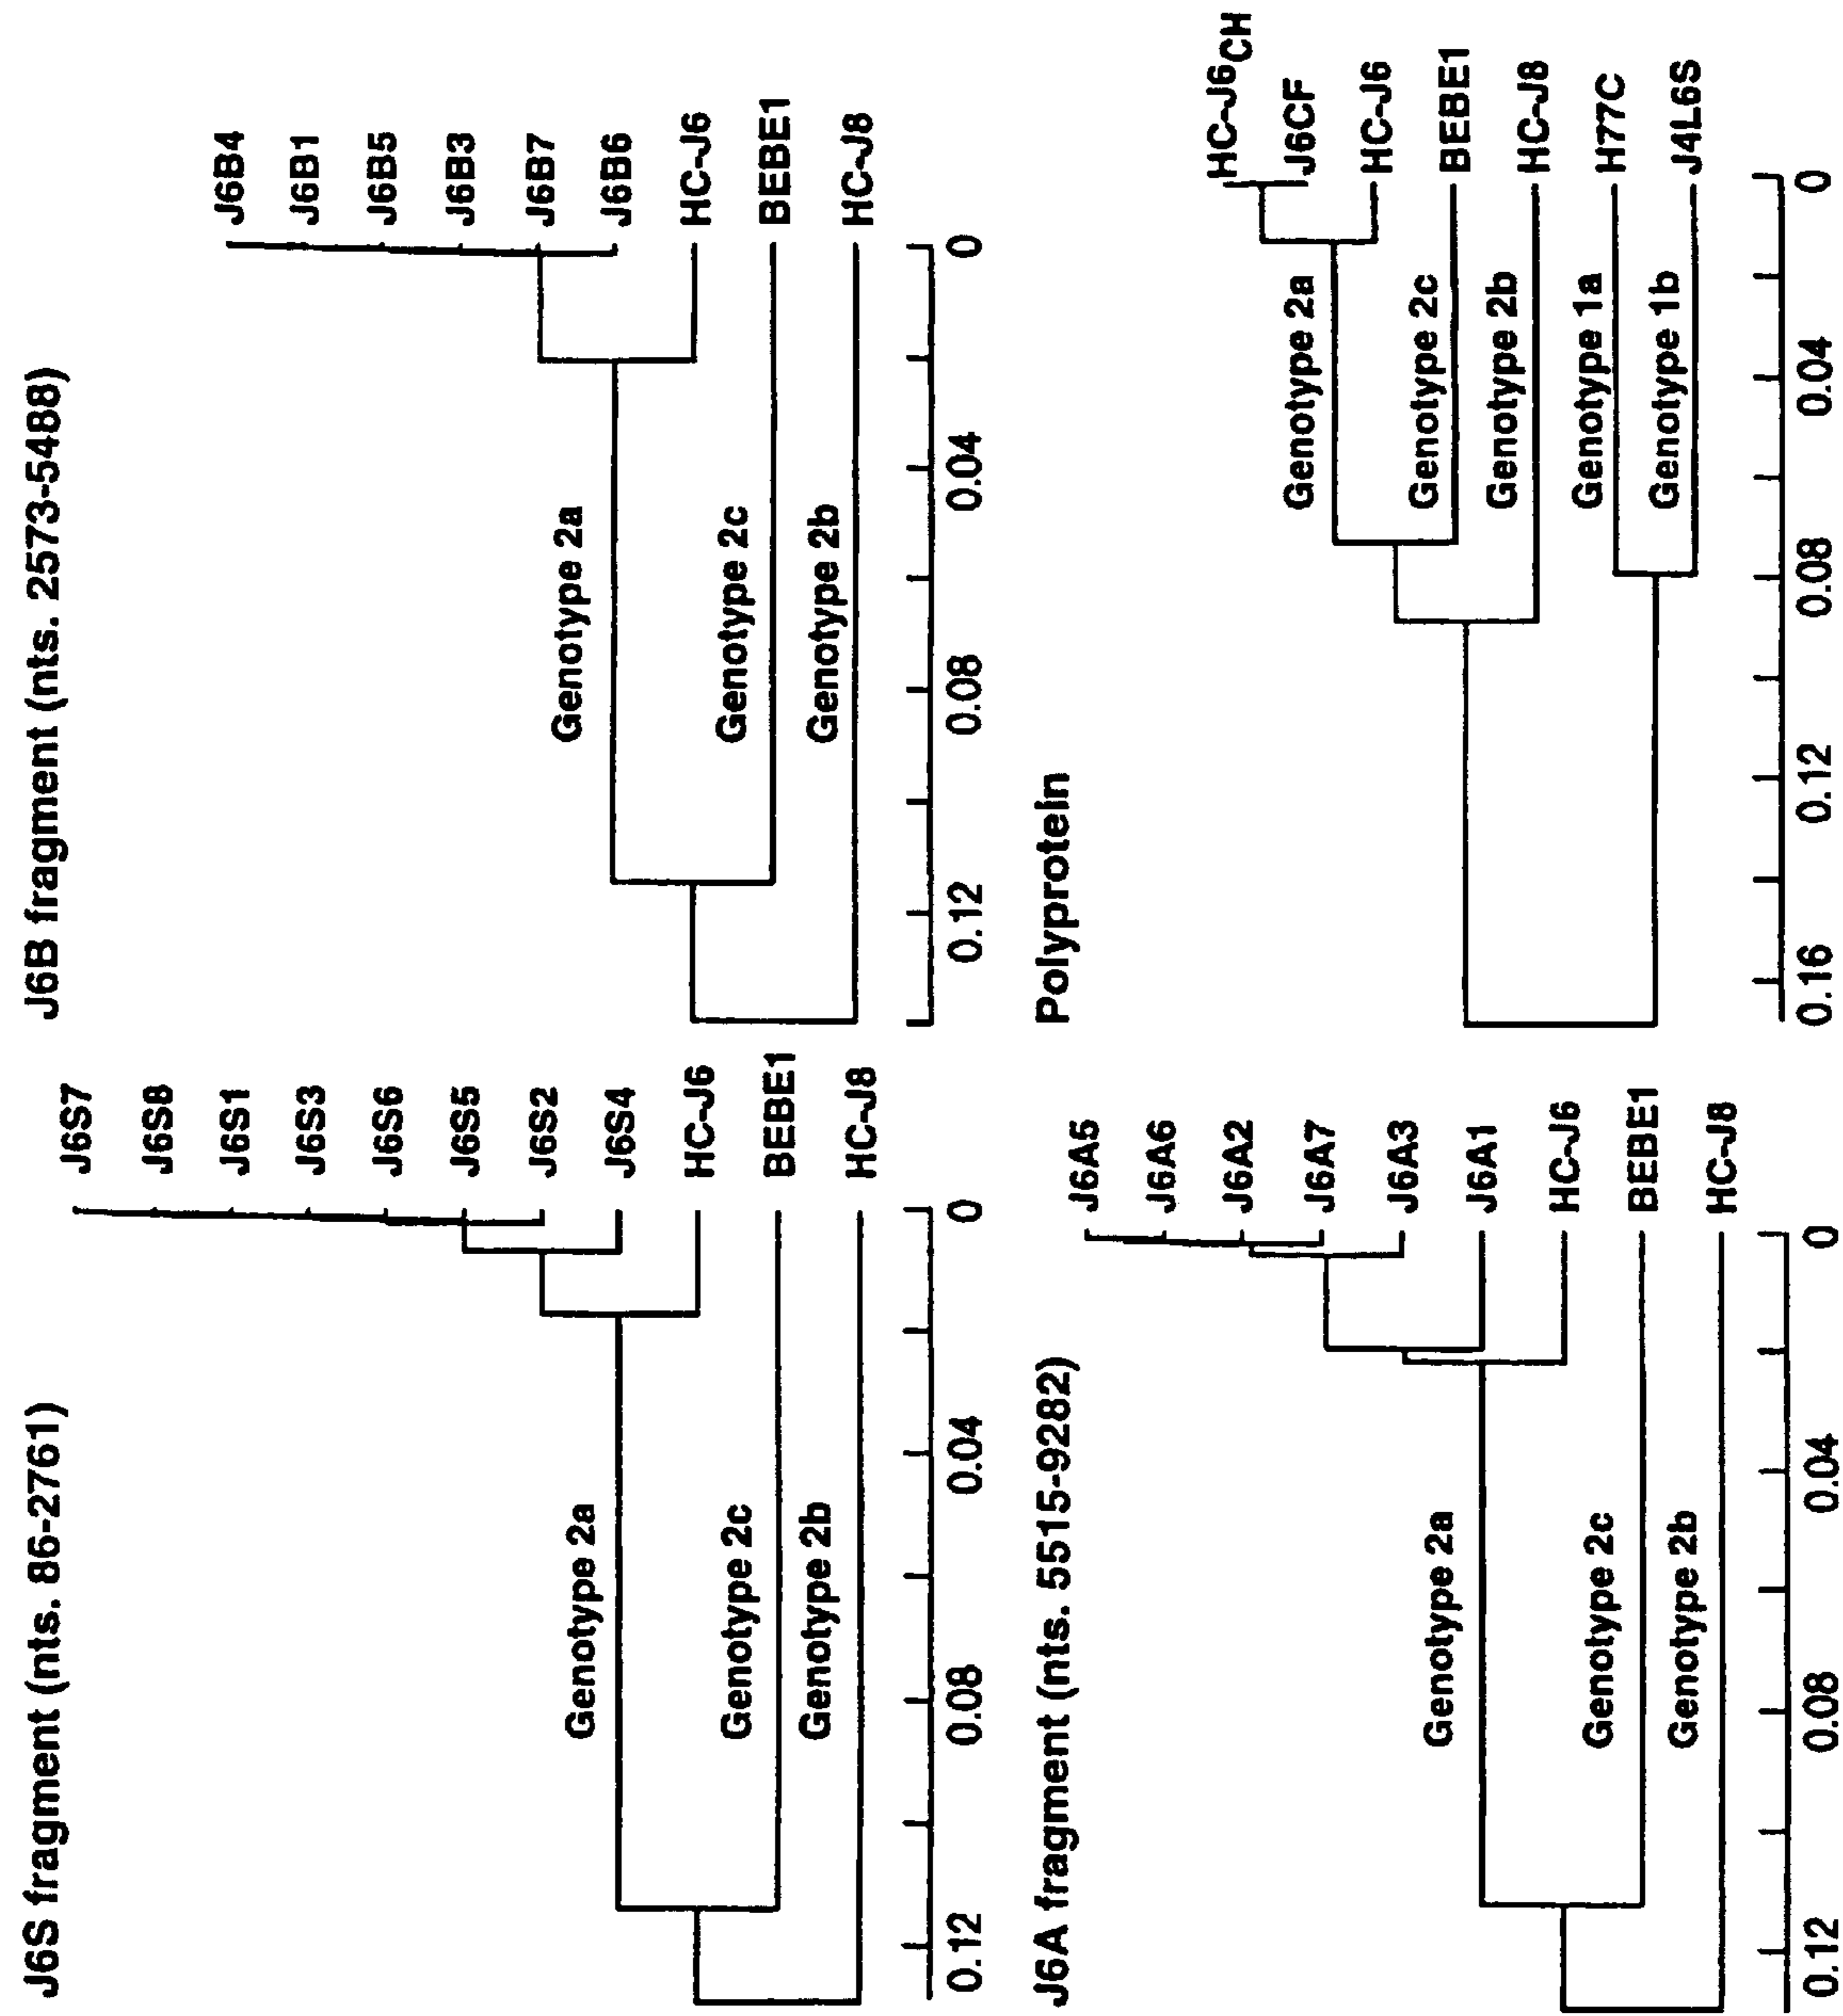 J6S fragment (nts. 86-2761)
J6S7
J6S8
J6S1
J6S3
J6S6
J6S5
J6S2
J6S4
HC-J6
BEBE1
HC-J8
Genotype 2a
Genotype 2c
Genotype 2b
0.12
0.08
0.04
0
J6B fragment (nts. 2573-5488)
J6B4
J6B1
J6B5
J6B3
J6B7
J6B6
HC-J6
BEBE1
HC-J8
Genotype 2a
Genotype 2c
Genotype 2b
0.12
0.08
0.04
0
J6A fragment (nts. 5515-9282)
J6A5
J6A6
J6A2
J6A7
J6A3
J6A1
HC-J6
BEBE1
HC-J8
Genotype 2a
Genotype 2c
Genotype 2b
0.12
0.08
0.04
0
Polyprotein
HC-J6CH
J6CF
HC-J6
BEBE1
HC-J8
H77C
J4L6S
Genotype 2a
Genotype 2c
Genotype 2b
Genotype 1a
Genotype 1b
0.16
0.12
0.08
0.04
0